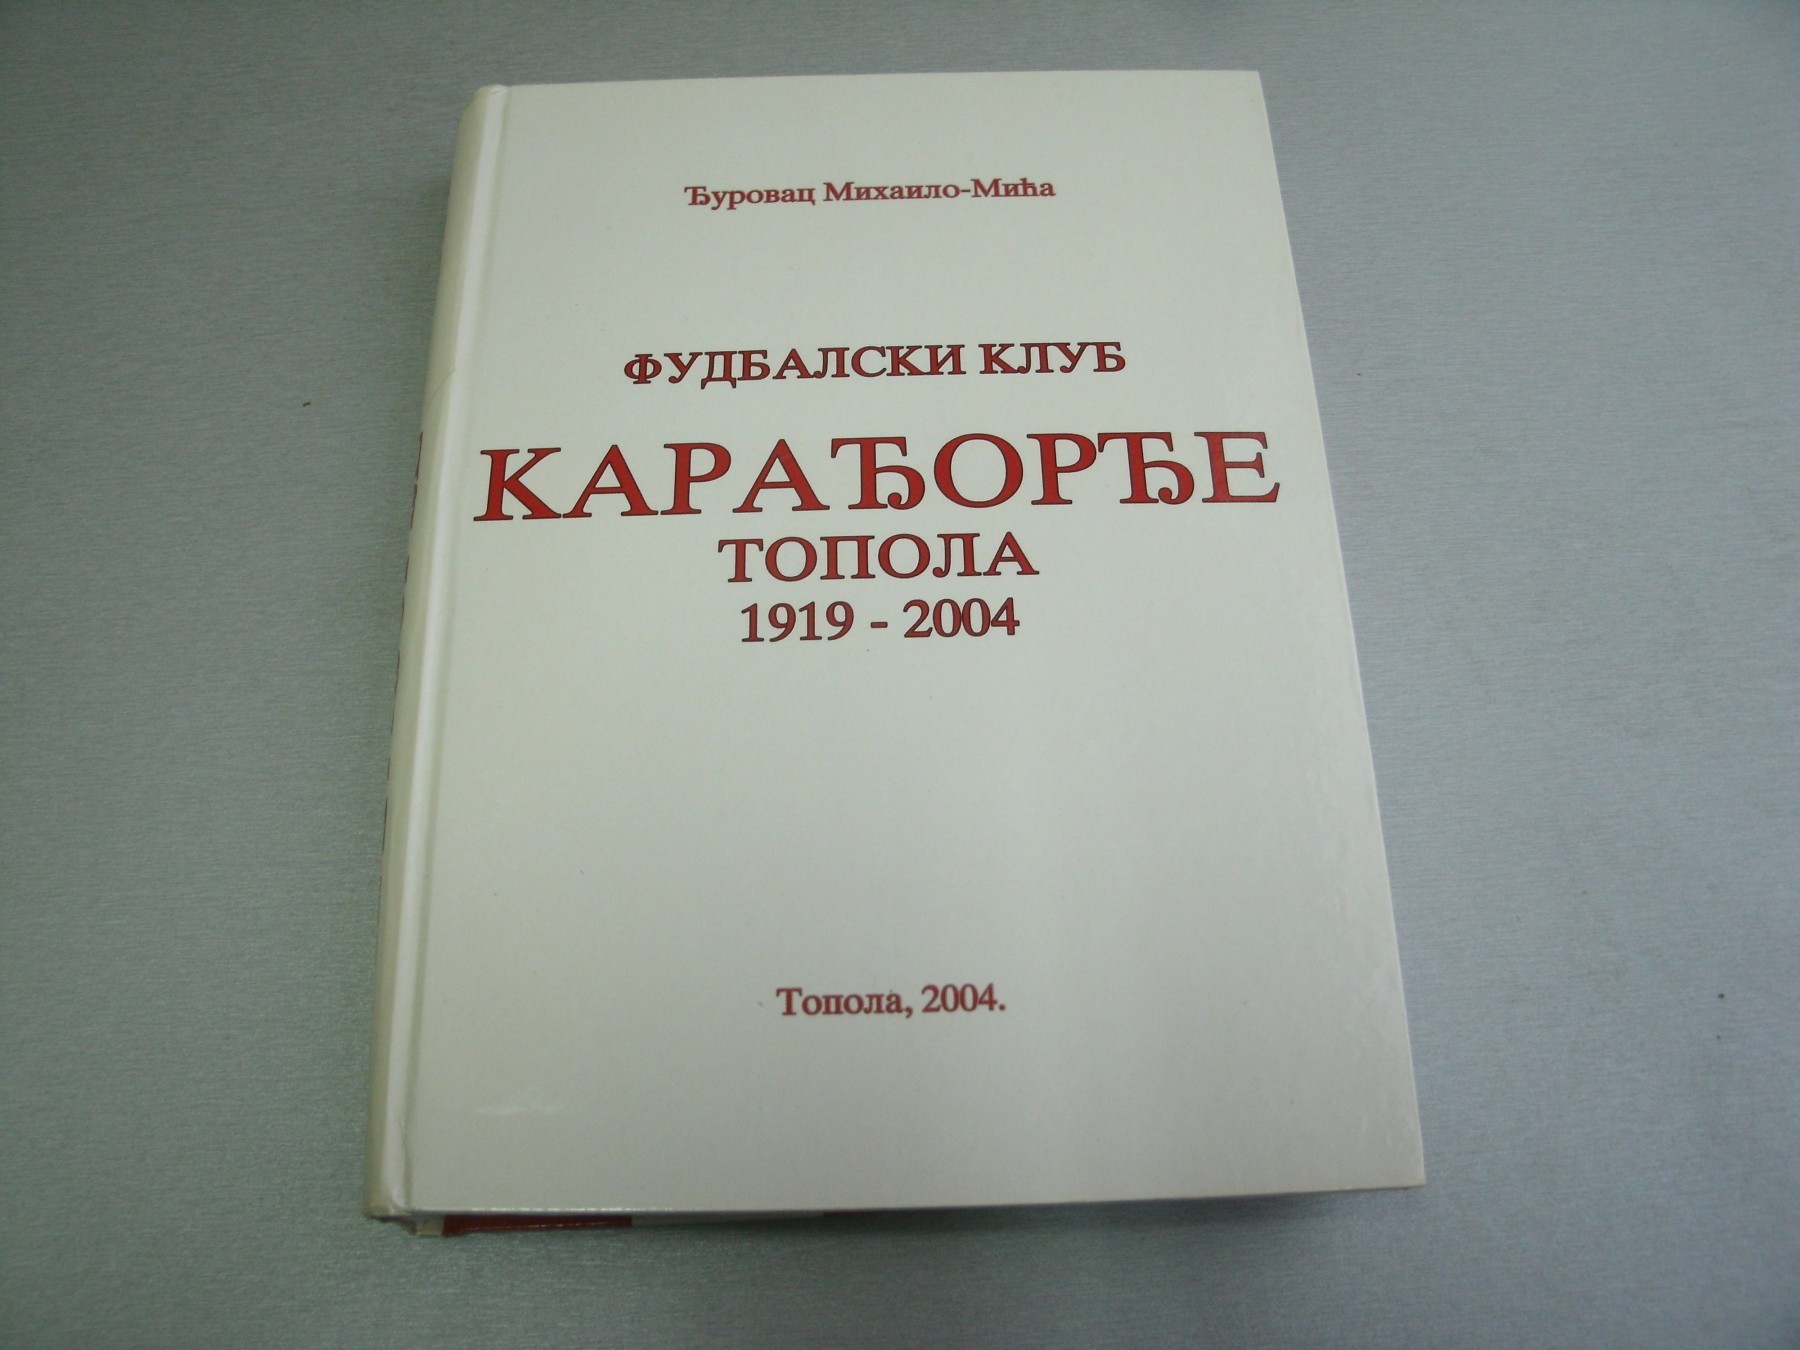 Ђуровац Михаило-Мића
ФУДБАЛСКИ КЛУБ
КАРАЂОРЂЕ
ТОПОЛА
1919 - 2004
Топола, 2004.